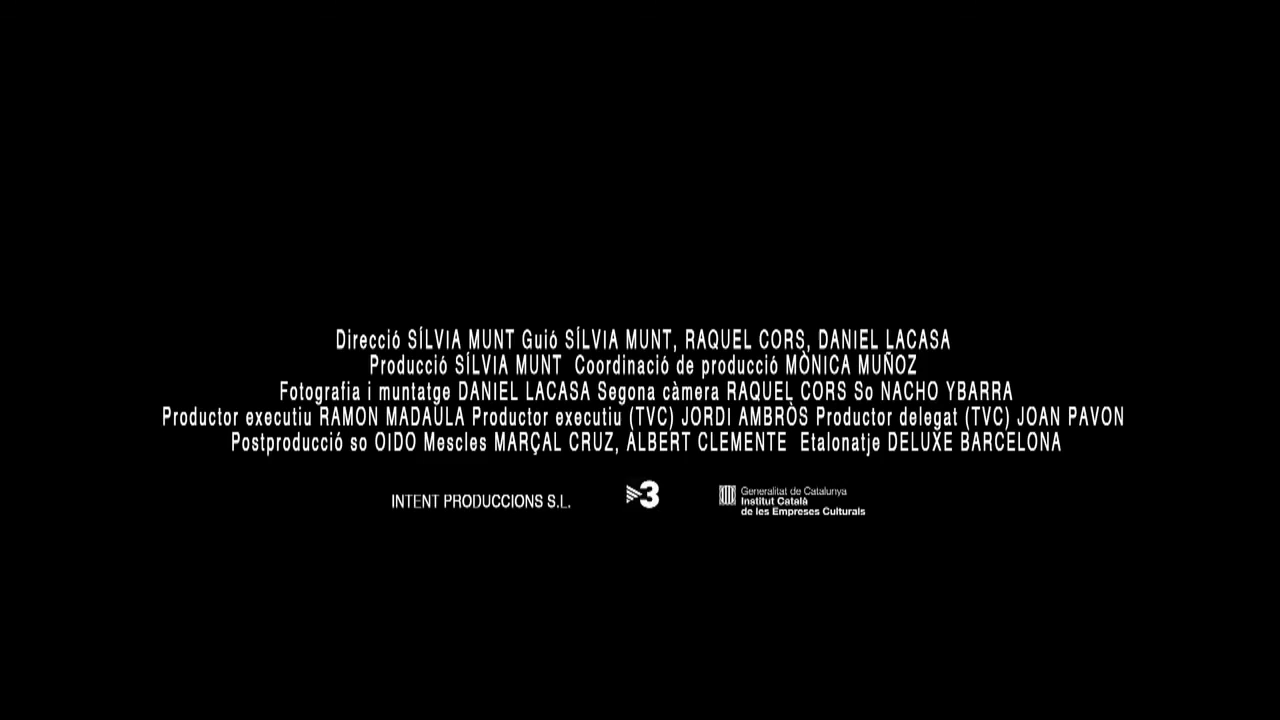 Direcció SÍLVIA MUNT Guió SÍLVIA MUNT, RAQUEL CORS, DANIEL LACASA
Producció SÍLVIA MUNT  Coordinació de producció MÒNICA MUÑOZ
Fotografia i muntatge DANIEL LACASA Segona càmera RAQUEL CORS So NACHO YBARRA
Productor executiu RAMON MADAULA Productor executiu (TVC) JORDI AMBRÒS Productor delegat (TVC) JOAN PAVON
Postproducció so OIDO Mescles MARÇAL CRUZ, ALBERT CLEMENTE  Etalonatje DELUXE BARCELONA
INTENT PRODUCCIONS S.L.
3
Generalitat de Catalunya
Institut Català
de les Empreses Culturals